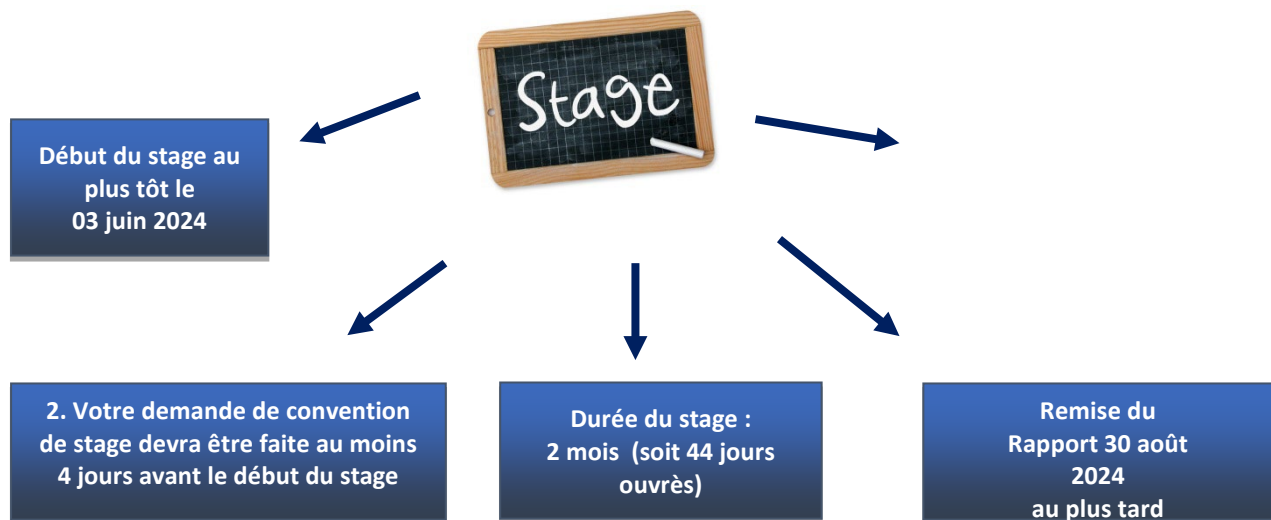 Stage
Début du stage au
plus tôt le
03 juin 2024
2. Votre demande de convention
de stage devra être faite au moins
4 jours avant le début du stage
Durée du stage :
2 mois (soit 44 jours
ouvrès)
Remise du
Rapport 30 août
2024
au plus tard